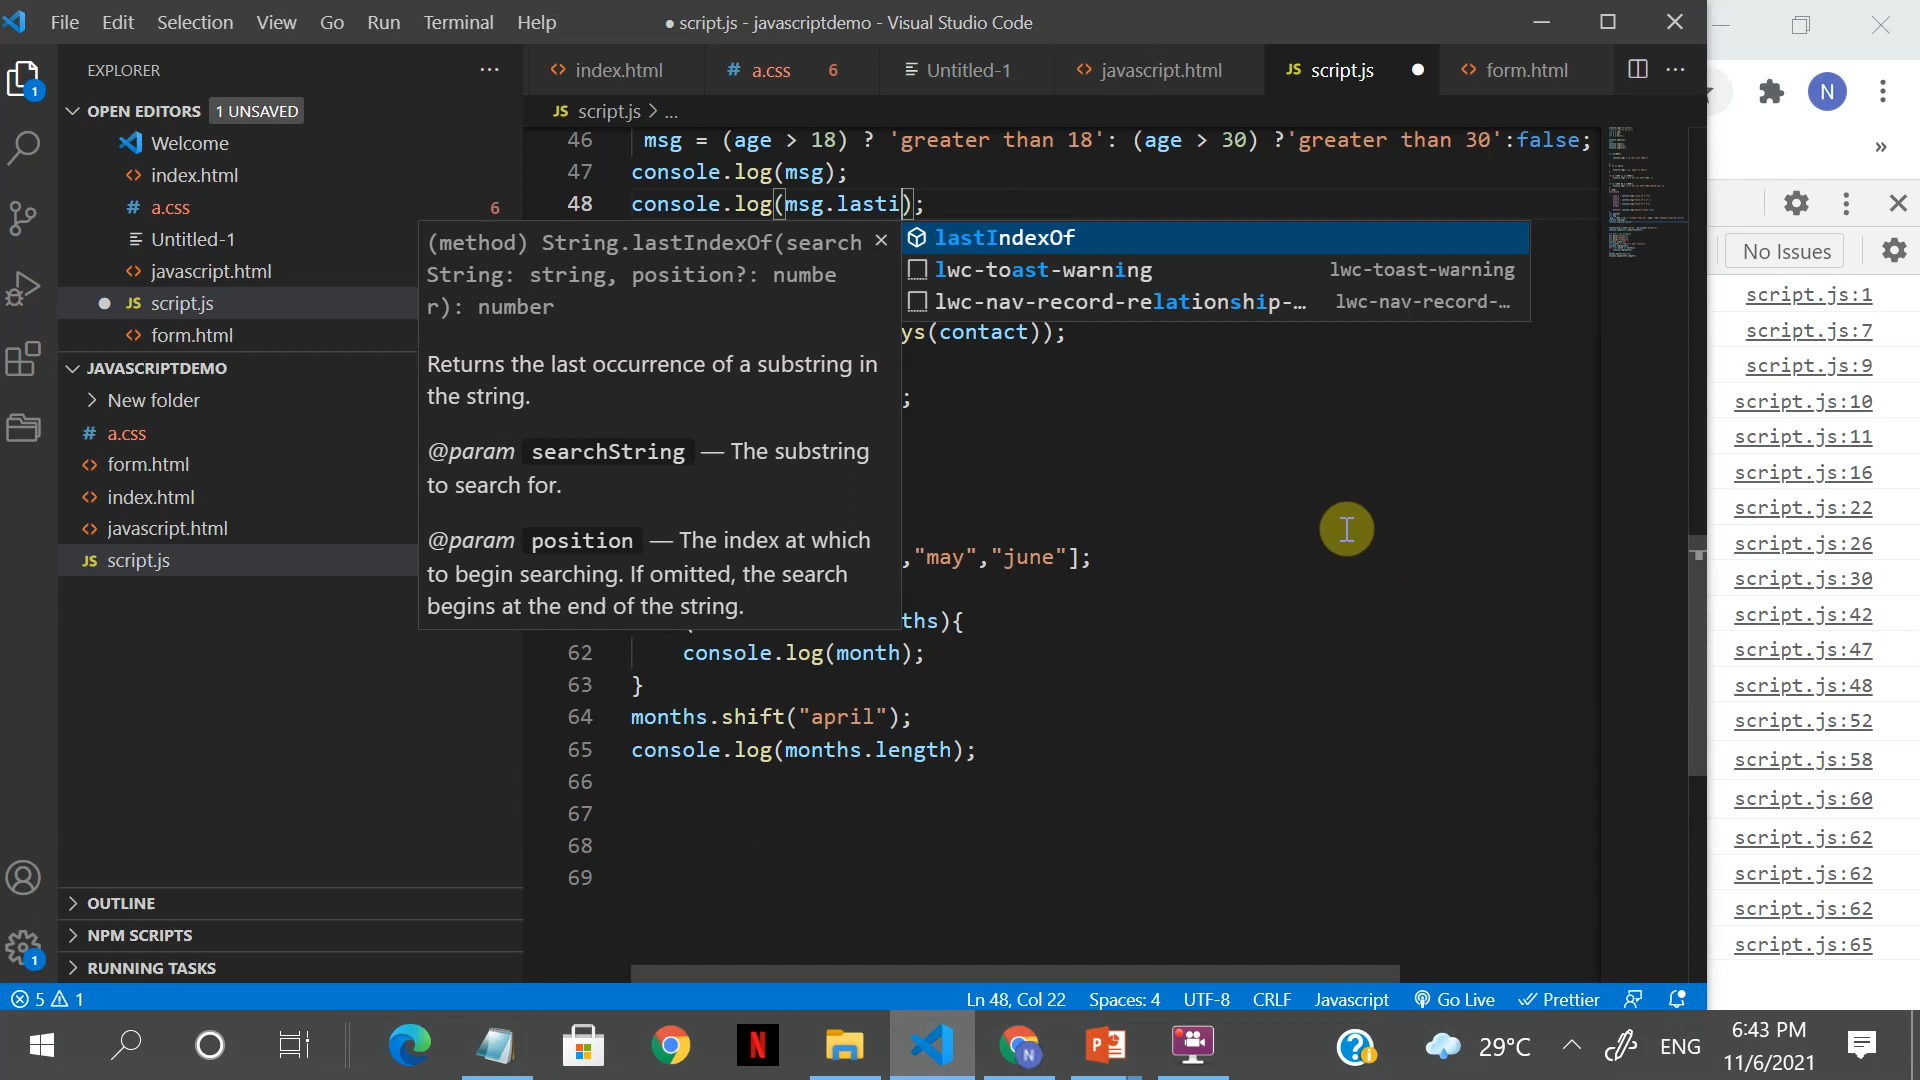 File Edit Selection View Go Run Terminal Help
● script.js - javascriptdemo - Visual Studio Code
EXPLORER
OPEN EDITORS 1 UNSAVED
Welcome
index.html
# a.css 6
Untitled-1
javascript.html
JS script.js
form.html
JAVASCRIPTDEMO
New folder
# a.css
form.html
index.html
javascript.html
JS script.js
OUTLINE
NPM SCRIPTS
RUNNING TASKS
index.html # a.css 6 Untitled-1 javascript.html JS script.js form.html
JS script.js > ...
46 msg = (age > 18) ? 'greater than 18': (age > 30) ?'greater than 30':false;
47 console.log(msg);
48 console.log(msg.lasti);
(method) String.lastIndexOf(search
String: string, position?: numbe
r): number
Returns the last occurrence of a substring in
the string.
@param searchString — The substring
to search for.
@param position — The index at which
to begin searching. If omitted, the search
begins at the end of the string.
lastIndexOf
lwc-toast-warning lwc-toast-warning
lwc-nav-record-relationship-… lwc-nav-record-…
ys(contact));
;
,"may","june"];
ths){
62 console.log(month);
63 }
64 months.shift("april");
65 console.log(months.length);
66
67
68
69
N
»
No Issues
script.js:1
script.js:7
script.js:9
script.js:10
script.js:11
script.js:16
script.js:22
script.js:26
script.js:30
script.js:42
script.js:47
script.js:48
script.js:52
script.js:58
script.js:60
script.js:62
script.js:62
script.js:62
script.js:65
1
1
5 1 Ln 48, Col 22 Spaces: 4 UTF-8 CRLF Javascript Go Live Prettier
29°C ENG 6:43 PM
11/6/2021